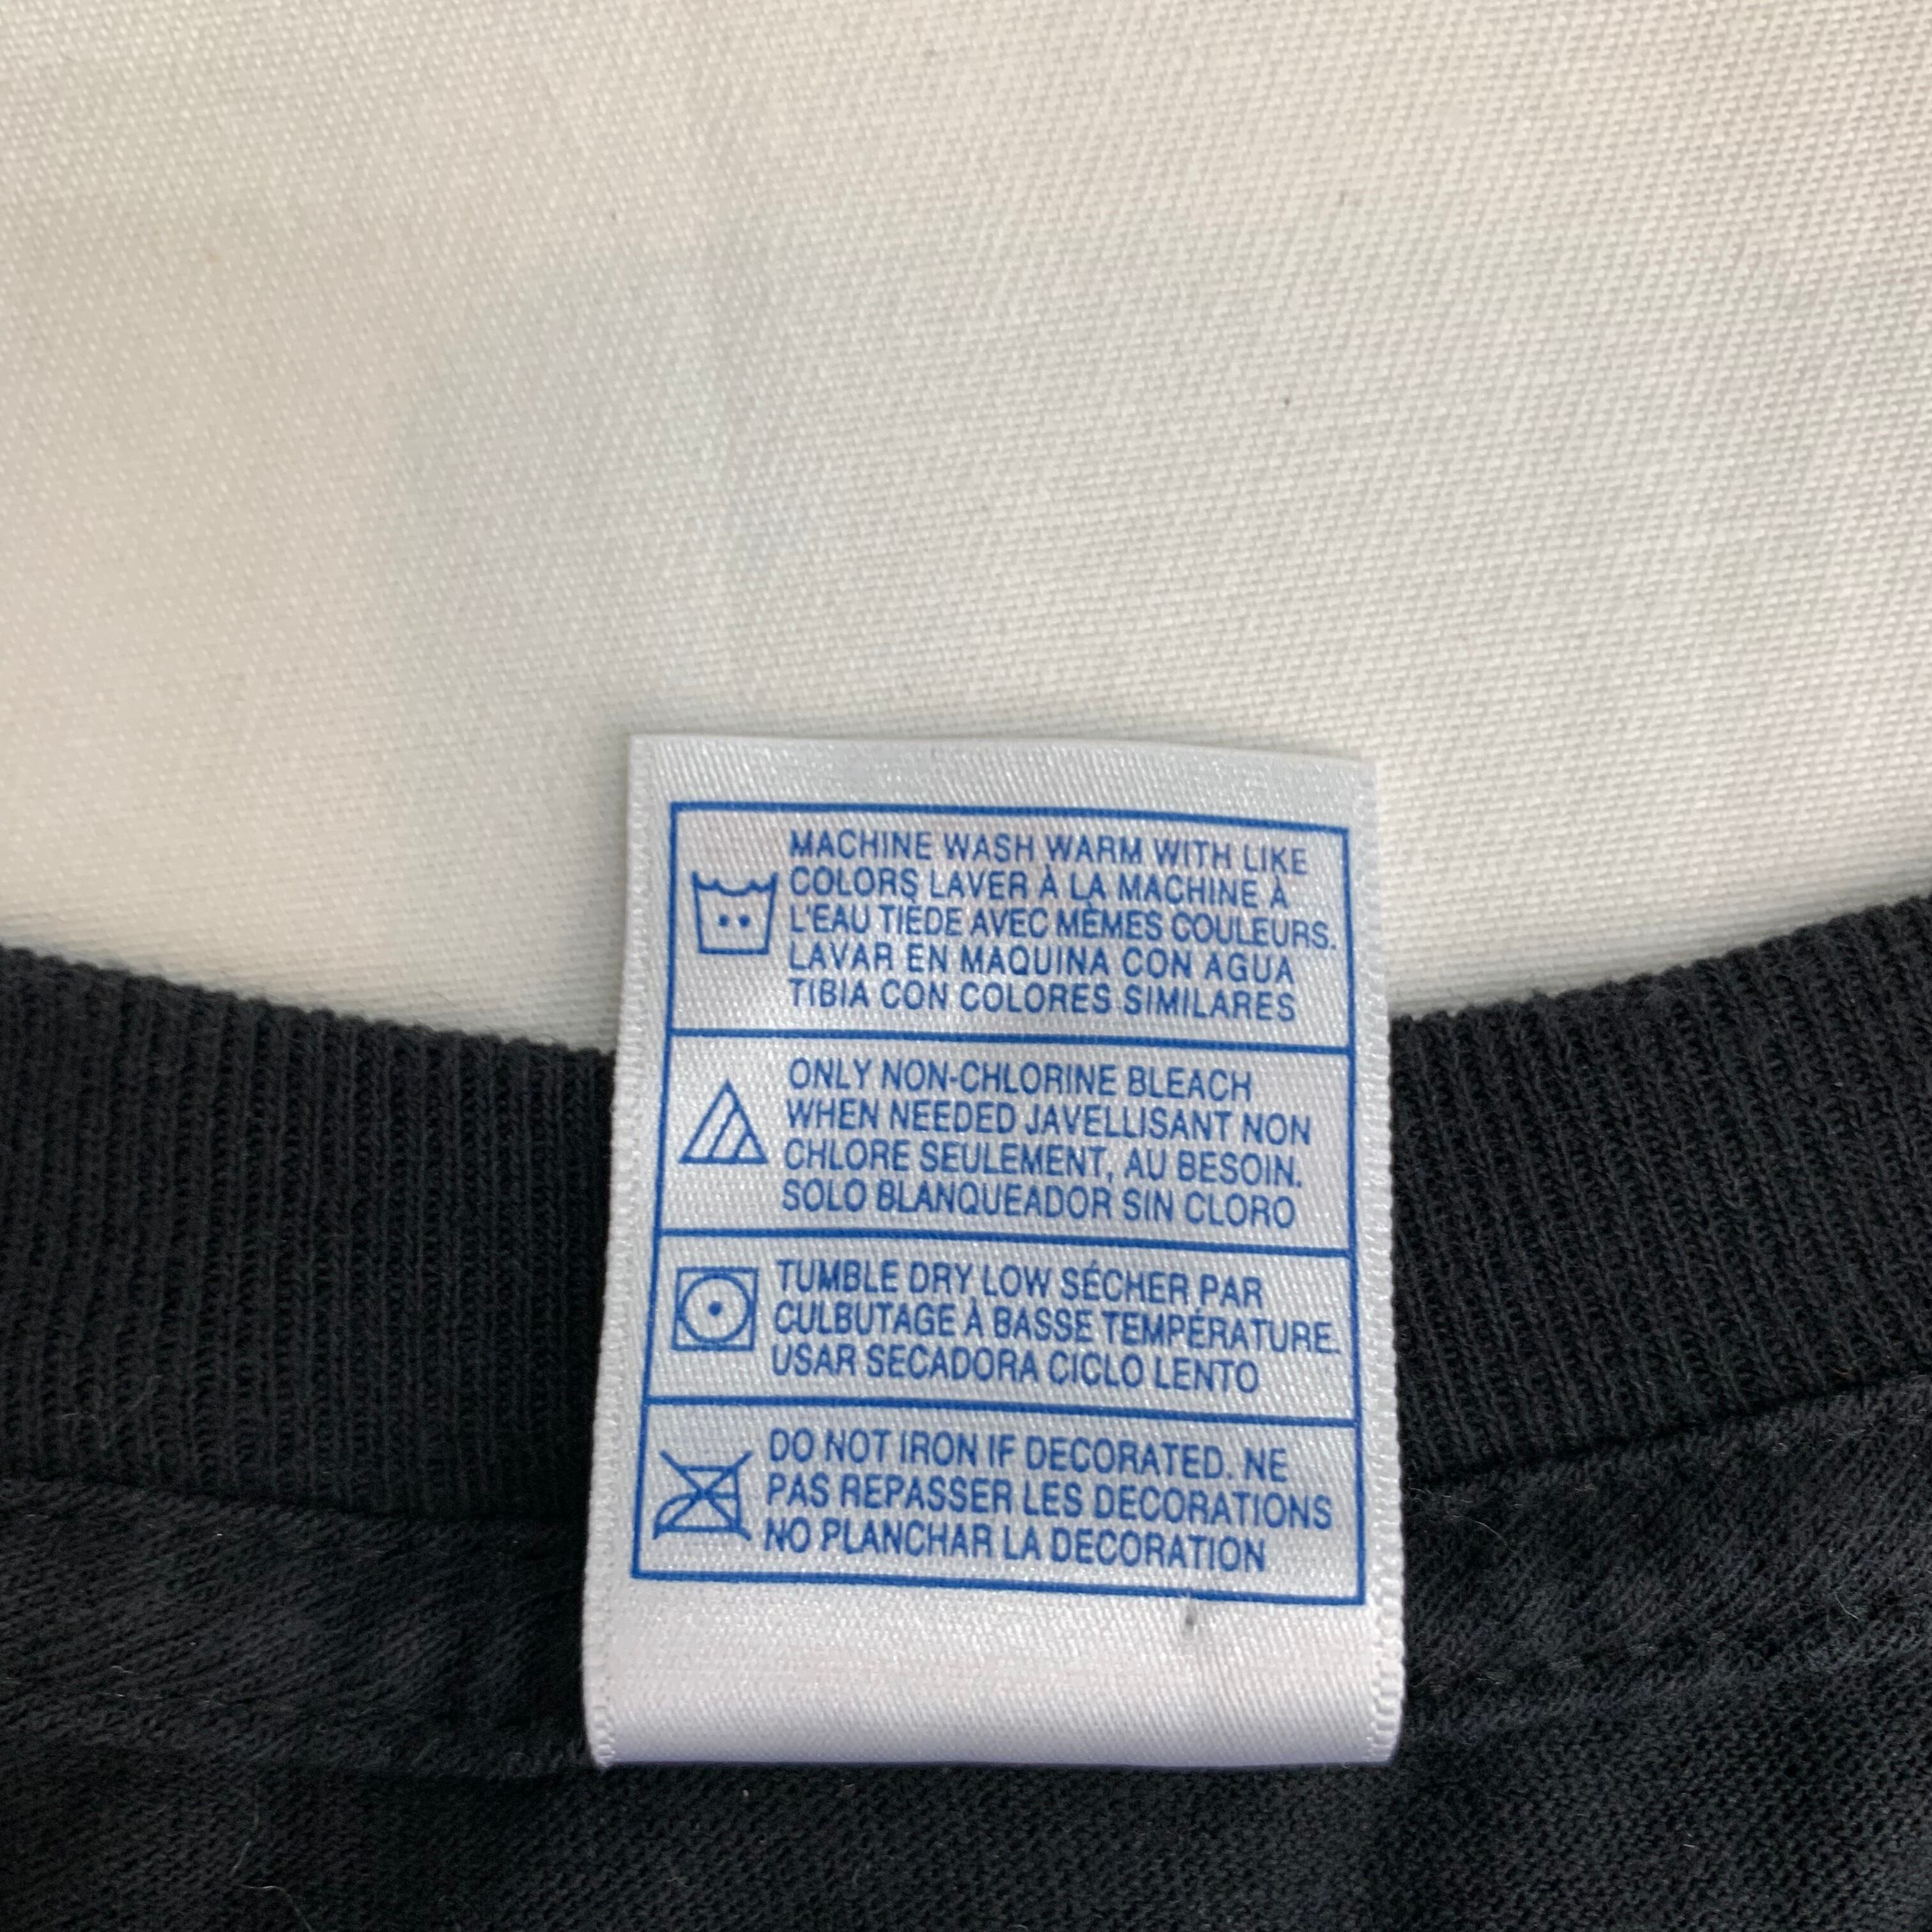 MACHINE WASH WARM WITH LIKE
COLORS LAVER À LA MACHINE À
L'EAU TIÈDE AVEC MÊMES COULEURS.
LAVAR EN MAQUINA CON AGUA
TIBIA CON COLORES SIMILARES
ONLY NON-CHLORINE BLEACH
WHEN NEEDED JAVELLISANT NON
CHLORE SEULEMENT, AU BESOIN.
SOLO BLANQUEADOR SIN CLORO
TUMBLE DRY LOW SÉCHER PAR
CULBUTAGE À BASSE TEMPÉRATURE.
USAR SECADORA CICLO LENTO
DO NOT IRON IF DECORATED. NE
PAS REPASSER LES DECORATIONS
NO PLANCHAR LA DECORATION